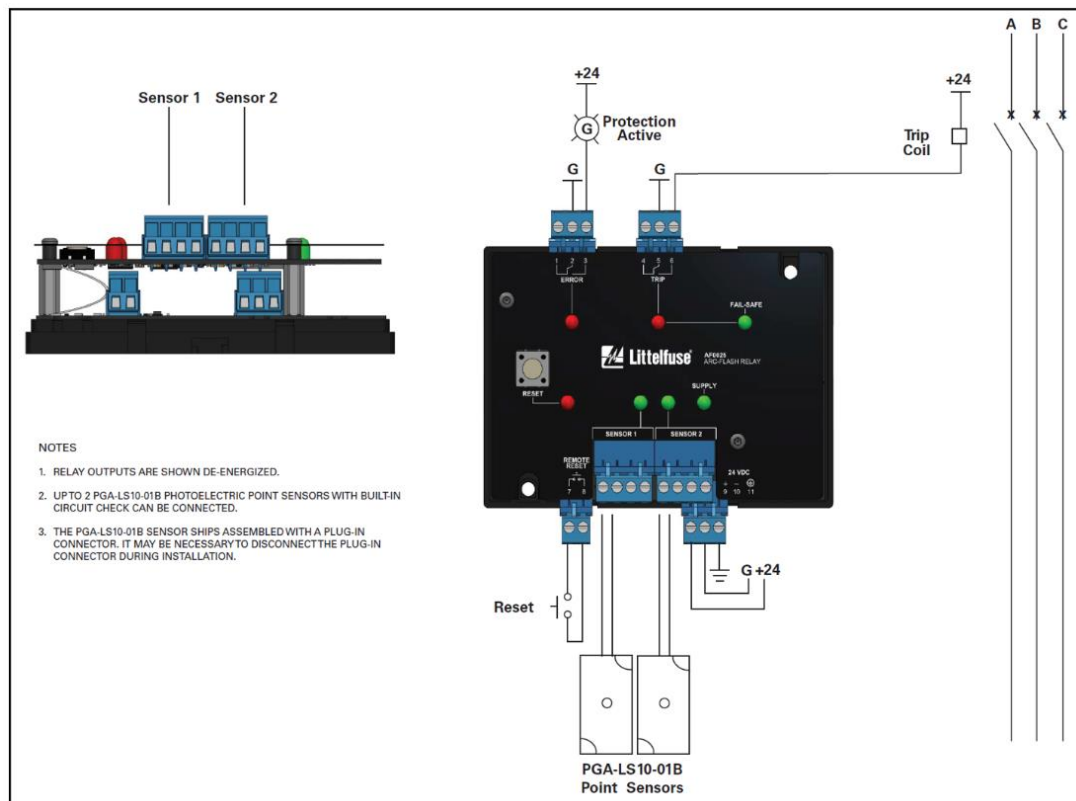 Sensor 1 Sensor 2
NOTES
1. RELAY OUTPUTS ARE SHOWN DE-ENERGIZED.
2. UP TO 2 PGA-LS10-01B PHOTOELECTRIC POINT SENSORS WITH BUILT-IN
CIRCUIT CHECK CAN BE CONNECTED.
3. THE PGA-LS10-01B SENSOR SHIPS ASSEMBLED WITH A PLUG-IN
CONNECTOR. IT MAY BE NECESSARY TO DISCONNECT THE PLUG-IN
CONNECTOR DURING INSTALLATION.
A B C
+24
+24
G
Protection
Active
Trip
Coil
G
G
1 2 3
ERROR
4 5 6
TRIP
FAIL-SAFE
Littelfuse®
AF0025
ARC-FLASH RELAY
RESET
SUPPLY
SENSOR 1
SENSOR 2
REMOTE
RESET
7 8
24 VDC
+ −
9 10 11
G +24
Reset
PGA-LS10-01B
Point Sensors